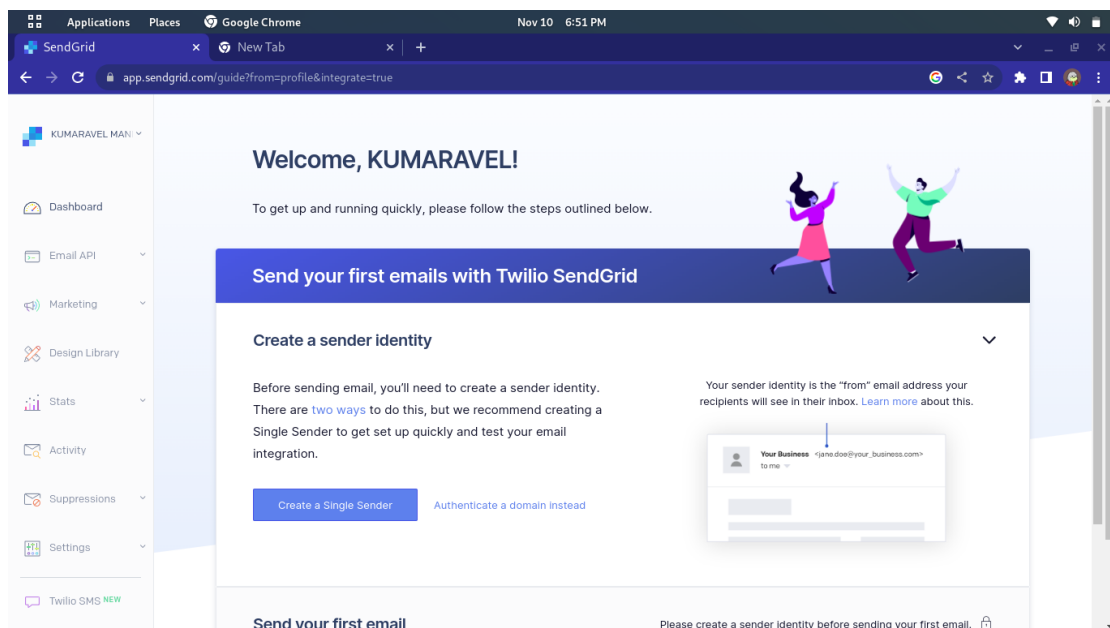 Applications Places Google Chrome Nov 10 6:51 PM
SendGrid New Tab
app.sendgrid.com/guide?from=profile&integrate=true
KUMARAVEL MANI
Dashboard
Email API
Marketing
Design Library
Stats
Activity
Suppressions
Settings
Twilio SMS NEW
Welcome, KUMARAVEL!
To get up and running quickly, please follow the steps outlined below.
Send your first emails with Twilio SendGrid
Create a sender identity
Before sending email, you'll need to create a sender identity.
There are two ways to do this, but we recommend creating a
Single Sender to get set up quickly and test your email
integration.
Create a Single Sender Authenticate a domain instead
Your sender identity is the "from" email address your
recipients will see in their inbox. Learn more about this.
Your Business <jane.doe@your_business.com>
to me
Send your first email
Please create a sender identity before sending your first email.